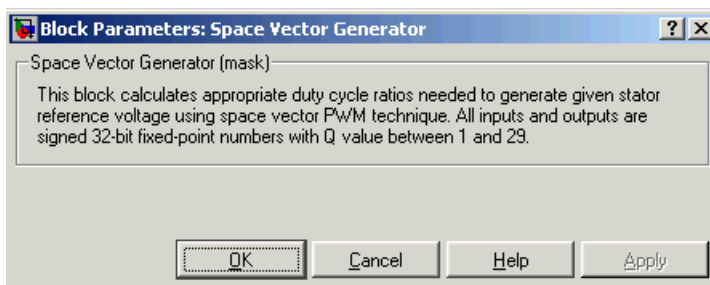 Block Parameters: Space Vector Generator
Space Vector Generator (mask)
This block calculates appropriate duty cycle ratios needed to generate given stator
reference voltage using space vector PWM technique. All inputs and outputs are
signed 32-bit fixed-point numbers with Q value between 1 and 29.
OK Cancel Help Apply